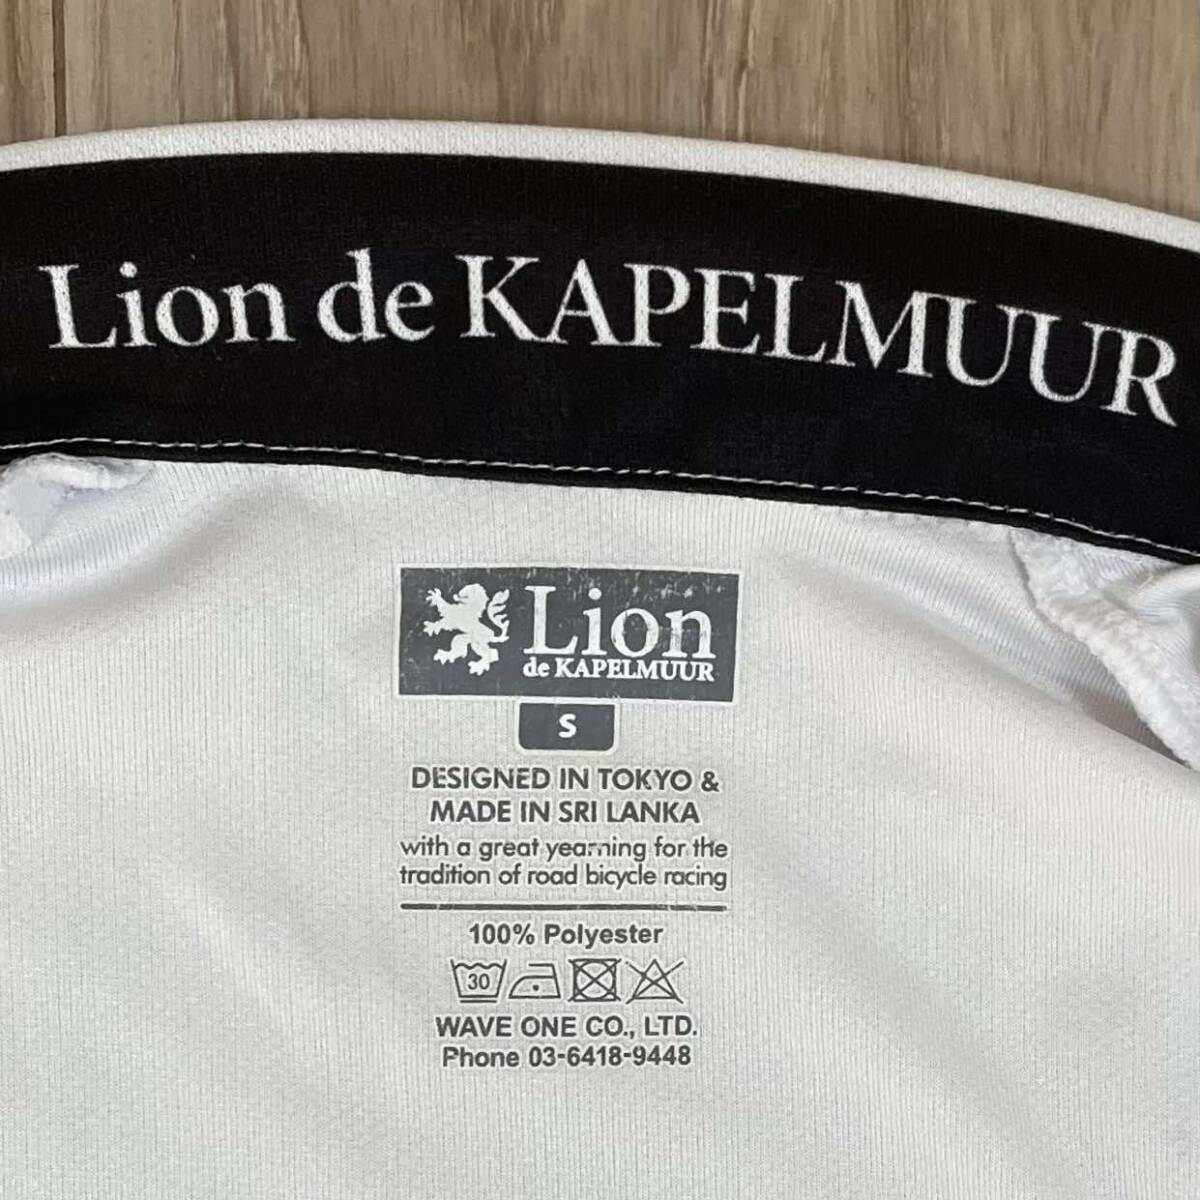 Lion de KAPELMUUR
Lion
de KAPELMUUR
S
DESIGNED IN TOKYO &
MADE IN SRI LANKA
with a great yearning for the
tradition of road bicycle racing
100% Polyester
30
WAVE ONE CO., LTD.
Phone 03-6418-9448